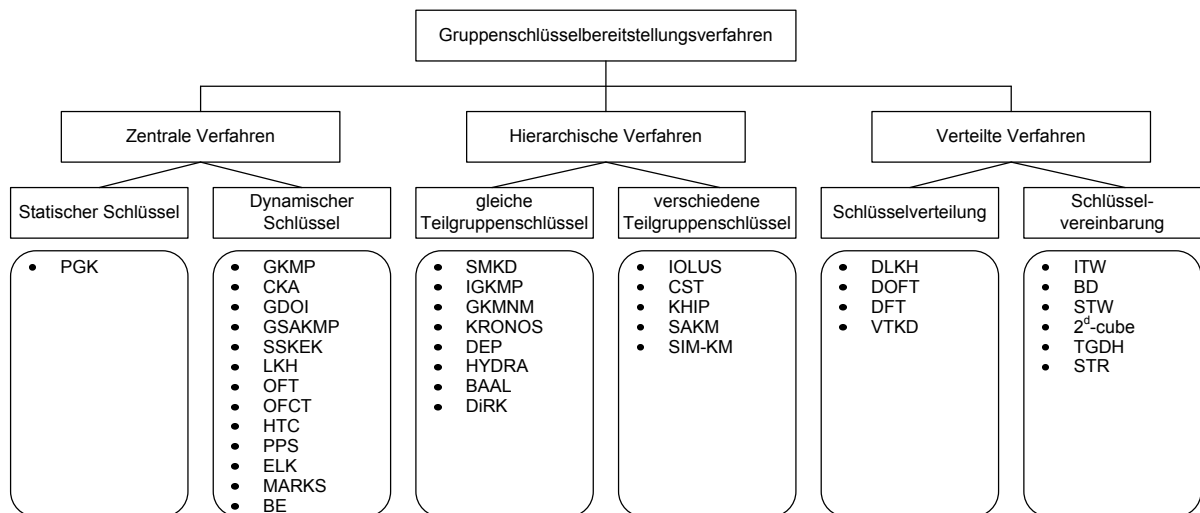 Gruppenschlüsselbereitstellungsverfahren
Zentrale Verfahren
Hierarchische Verfahren
Verteilte Verfahren
Statischer Schlüssel
Dynamischer
Schlüssel
gleiche
Teilgruppenschlüssel
verschiedene
Teilgruppenschlüssel
Schlüsselverteilung
Schlüssel-
vereinbarung
• PGK
• GKMP
• CKA
• GDOI
• GSAKMP
• SSKEK
• LKH
• OFT
• OFCT
• HTC
• PPS
• ELK
• MARKS
• BE
• SMKD
• IGKMP
• GKMNM
• KRONOS
• DEP
• HYDRA
• BAAL
• DiRK
• IOLUS
• CST
• KHIP
• SAKM
• SIM-KM
• DLKH
• DOFT
• DFT
• VTKD
• ITW
• BD
• STW
• 2^d-cube
• TGDH
• STR